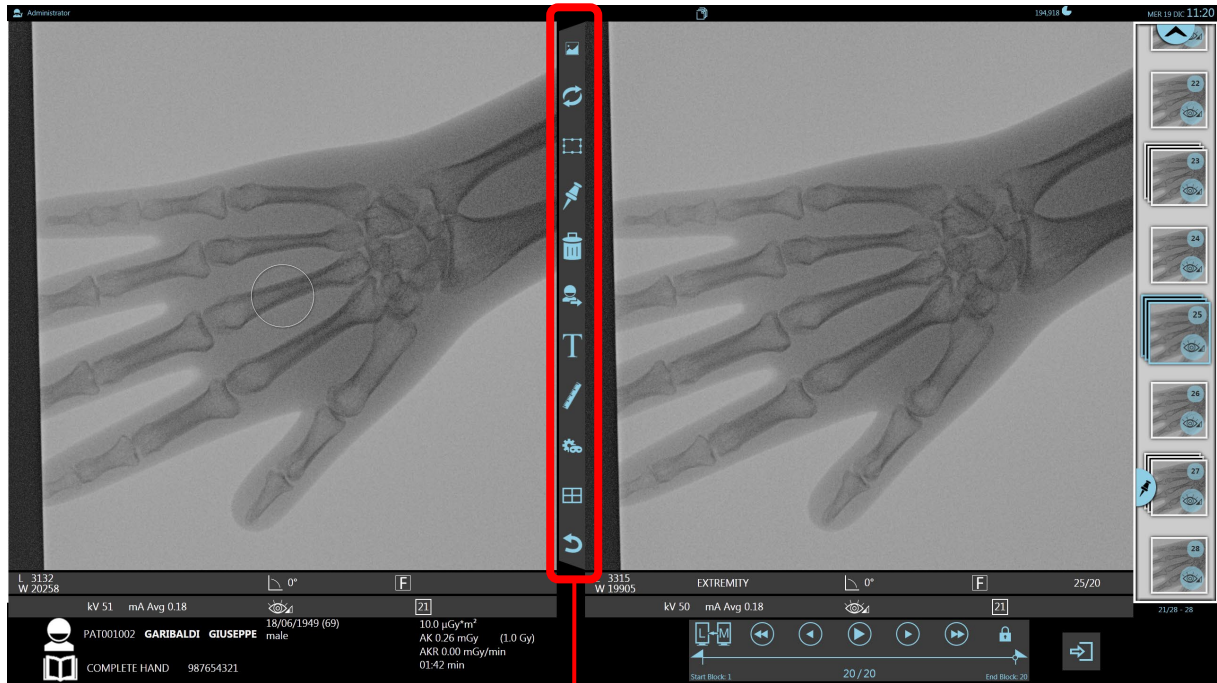 Administrator
194,918
MER 19 DIC 11:20
T
22
23
24
25
26
27
28
L 3132
W 20258
0°
F
3315
W 19905
EXTREMITY
0°
F
25/20
kV 51 mA Avg 0.18
21
kV 50 mA Avg 0.18
21
21/28 - 28
PAT001002 GARIBALDI GIUSEPPE
18/06/1949 (69)
male
10.0 µGy*m²
AK 0.26 mGy (1.0 Gy)
AKR 0.00 mGy/min
01:42 min
COMPLETE HAND 987654321
L M
Start Block: 1
20 / 20
End Block: 20